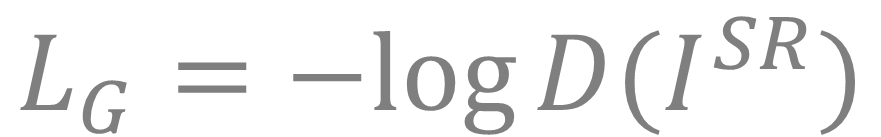 L_G = −log D(I^{SR})